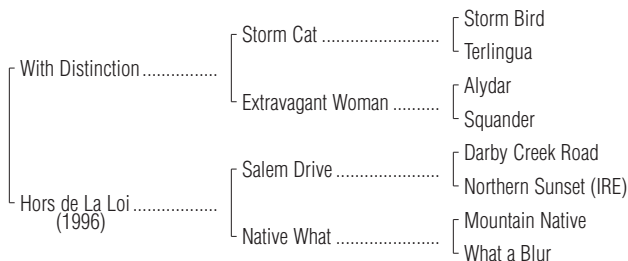 Storm Bird
Storm Cat ......................
Terlingua
With Distinction ..............
Alydar
Extravagant Woman ..........
Squander
Darby Creek Road
Salem Drive ...................
Northern Sunset (IRE)
Hors de La Loi ................
(1996)
Mountain Native
Native What ...................
What a Blur